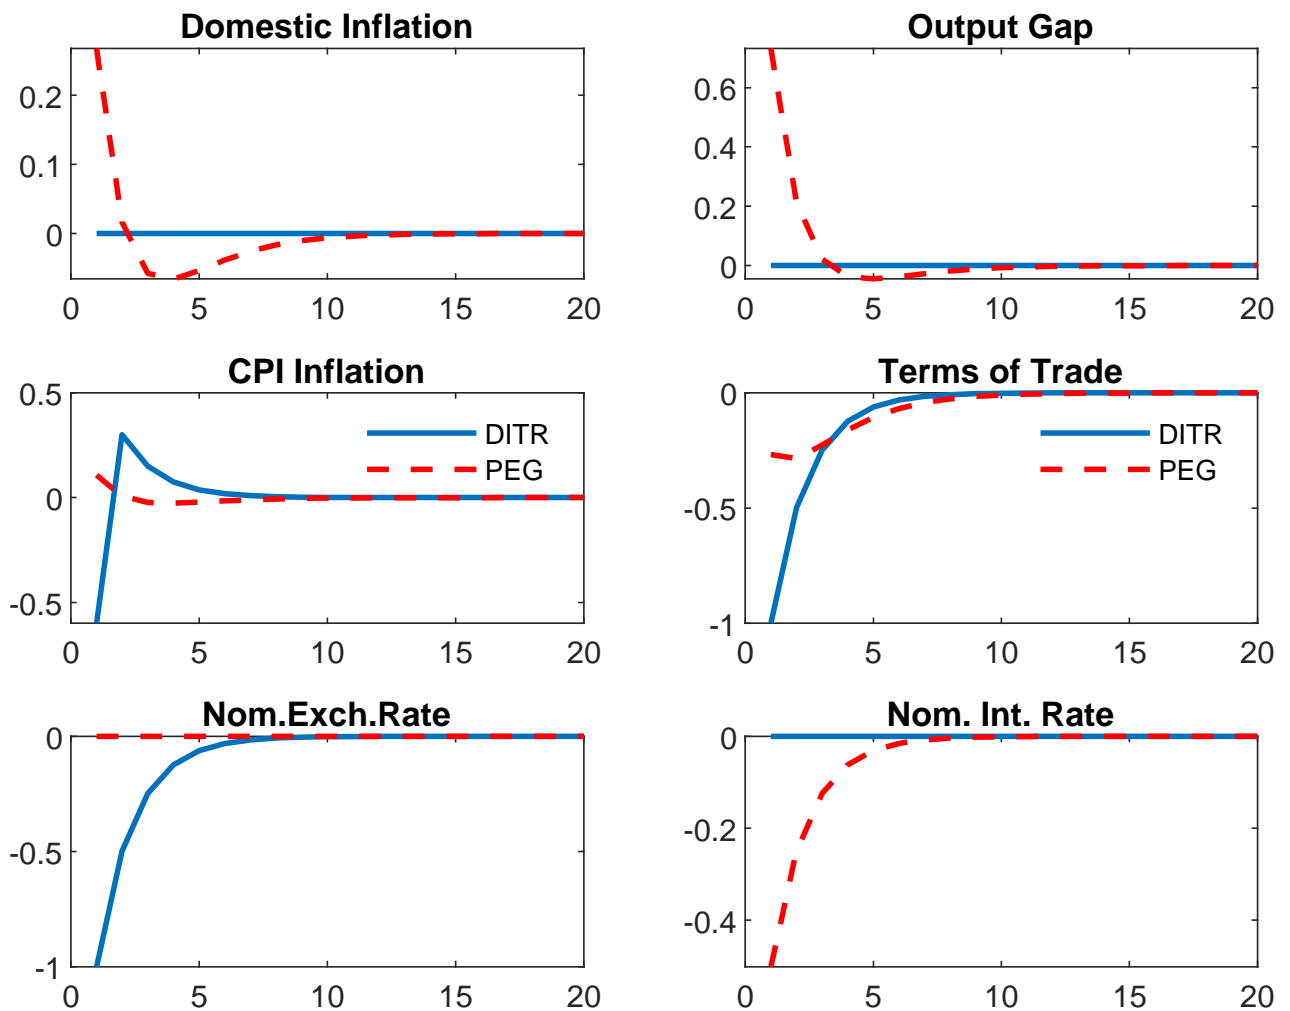 Domestic Inflation
0.2
0.1
0
0 5 10 15 20
Output Gap
0.6
0.4
0.2
0
0 5 10 15 20
CPI Inflation
0.5
0
-0.5
DITR
PEG
0 5 10 15 20
Terms of Trade
0
-0.5
-1
DITR
PEG
0 5 10 15 20
Nom.Exch.Rate
0
-0.5
-1
0 5 10 15 20
Nom. Int. Rate
0
-0.2
-0.4
0 5 10 15 20